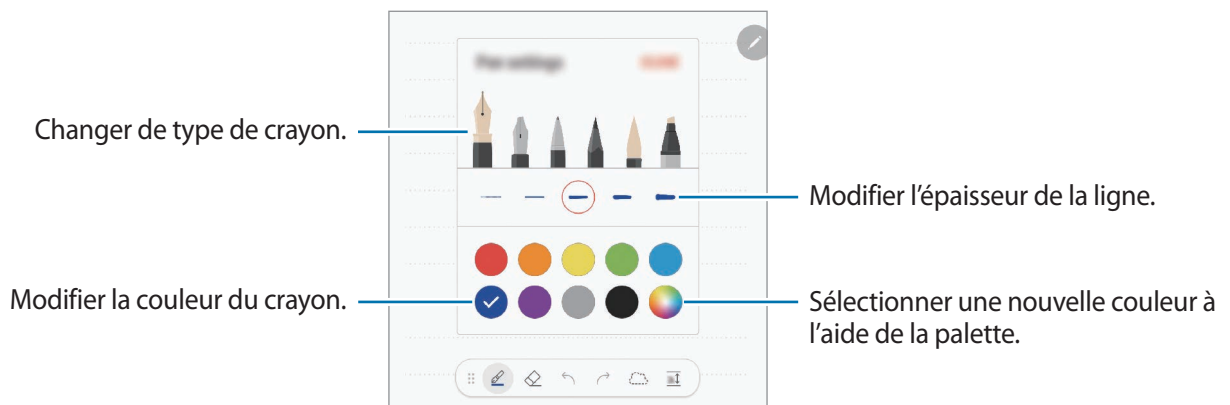 Changer de type de crayon.
Modifier l'épaisseur de la ligne.
Modifier la couleur du crayon.
Sélectionner une nouvelle couleur à
l'aide de la palette.